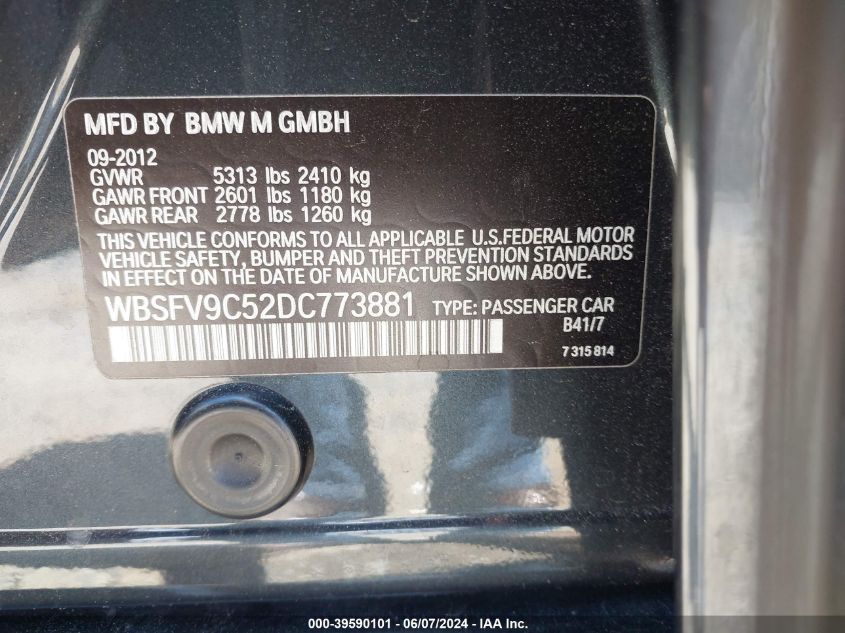 MFD BY BMW M GMBH
09-2012
GVWR 5313 lbs 2410 kg
GAWR FRONT 2601 lbs 1180 kg
GAWR REAR 2778 lbs 1260 kg
THIS VEHICLE CONFORMS TO ALL APPLICABLE U.S.FEDERAL MOTOR
VEHICLE SAFETY, BUMPER AND THEFT PREVENTION STANDARDS
IN EFFECT ON THE DATE OF MANUFACTURE SHOWN ABOVE.
WBSFV9C52DC773881 TYPE: PASSENGER CAR
B41/7
7 315 814
000-39590101 - 06/07/2024 - IAA Inc.